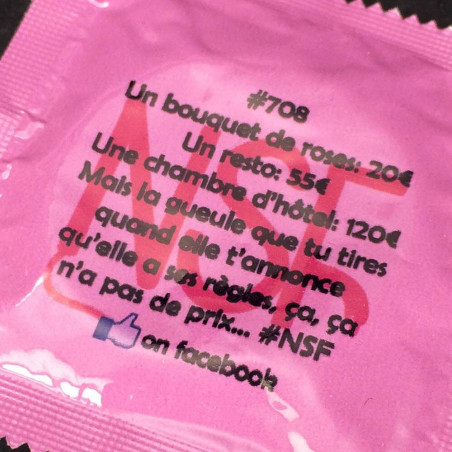 #708
Un bouquet de roses: 20€
Un resto: 55€
Une chambre d'hôtel: 120€
Mais la gueule que tu tires
quand elle t'annonce
qu'elle a ses règles, ça, ça
n'a pas de prix... #NSF
on facebook
NSF